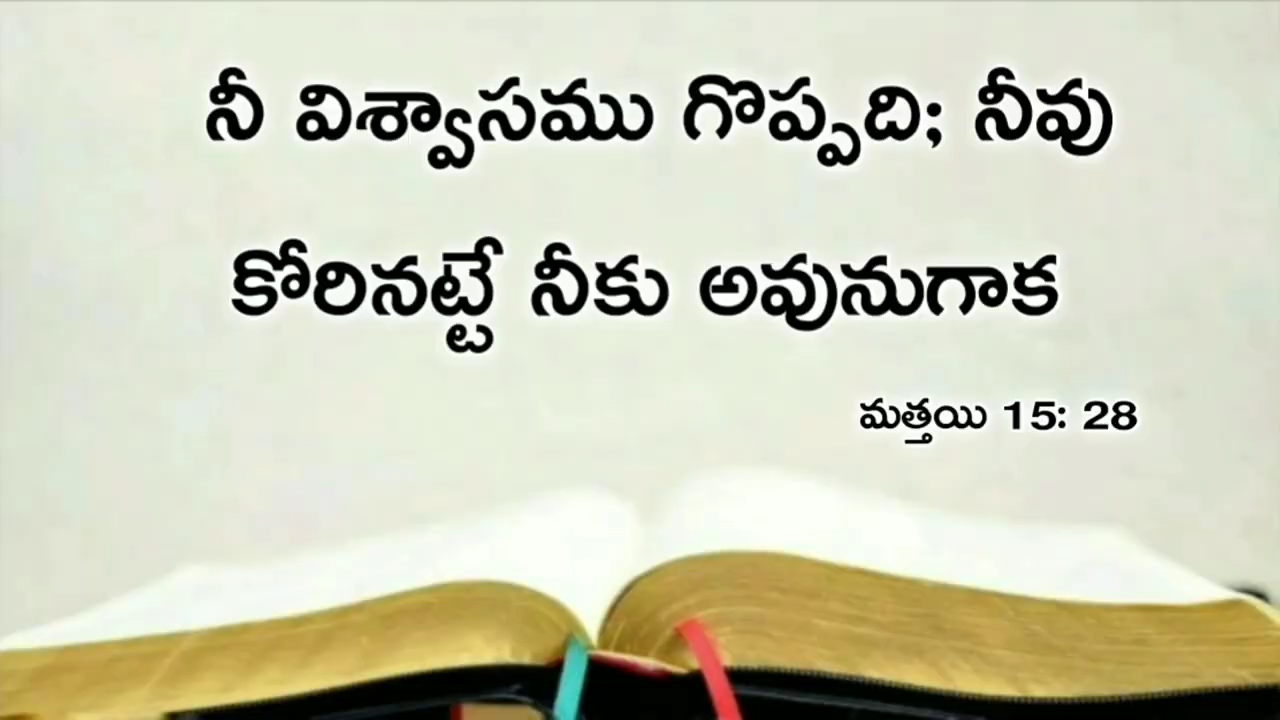 నీ విశ్వాసము గొప్పది; నీవు
కోరినట్టే నీకు అవునుగాక
మత్తయి 15: 28